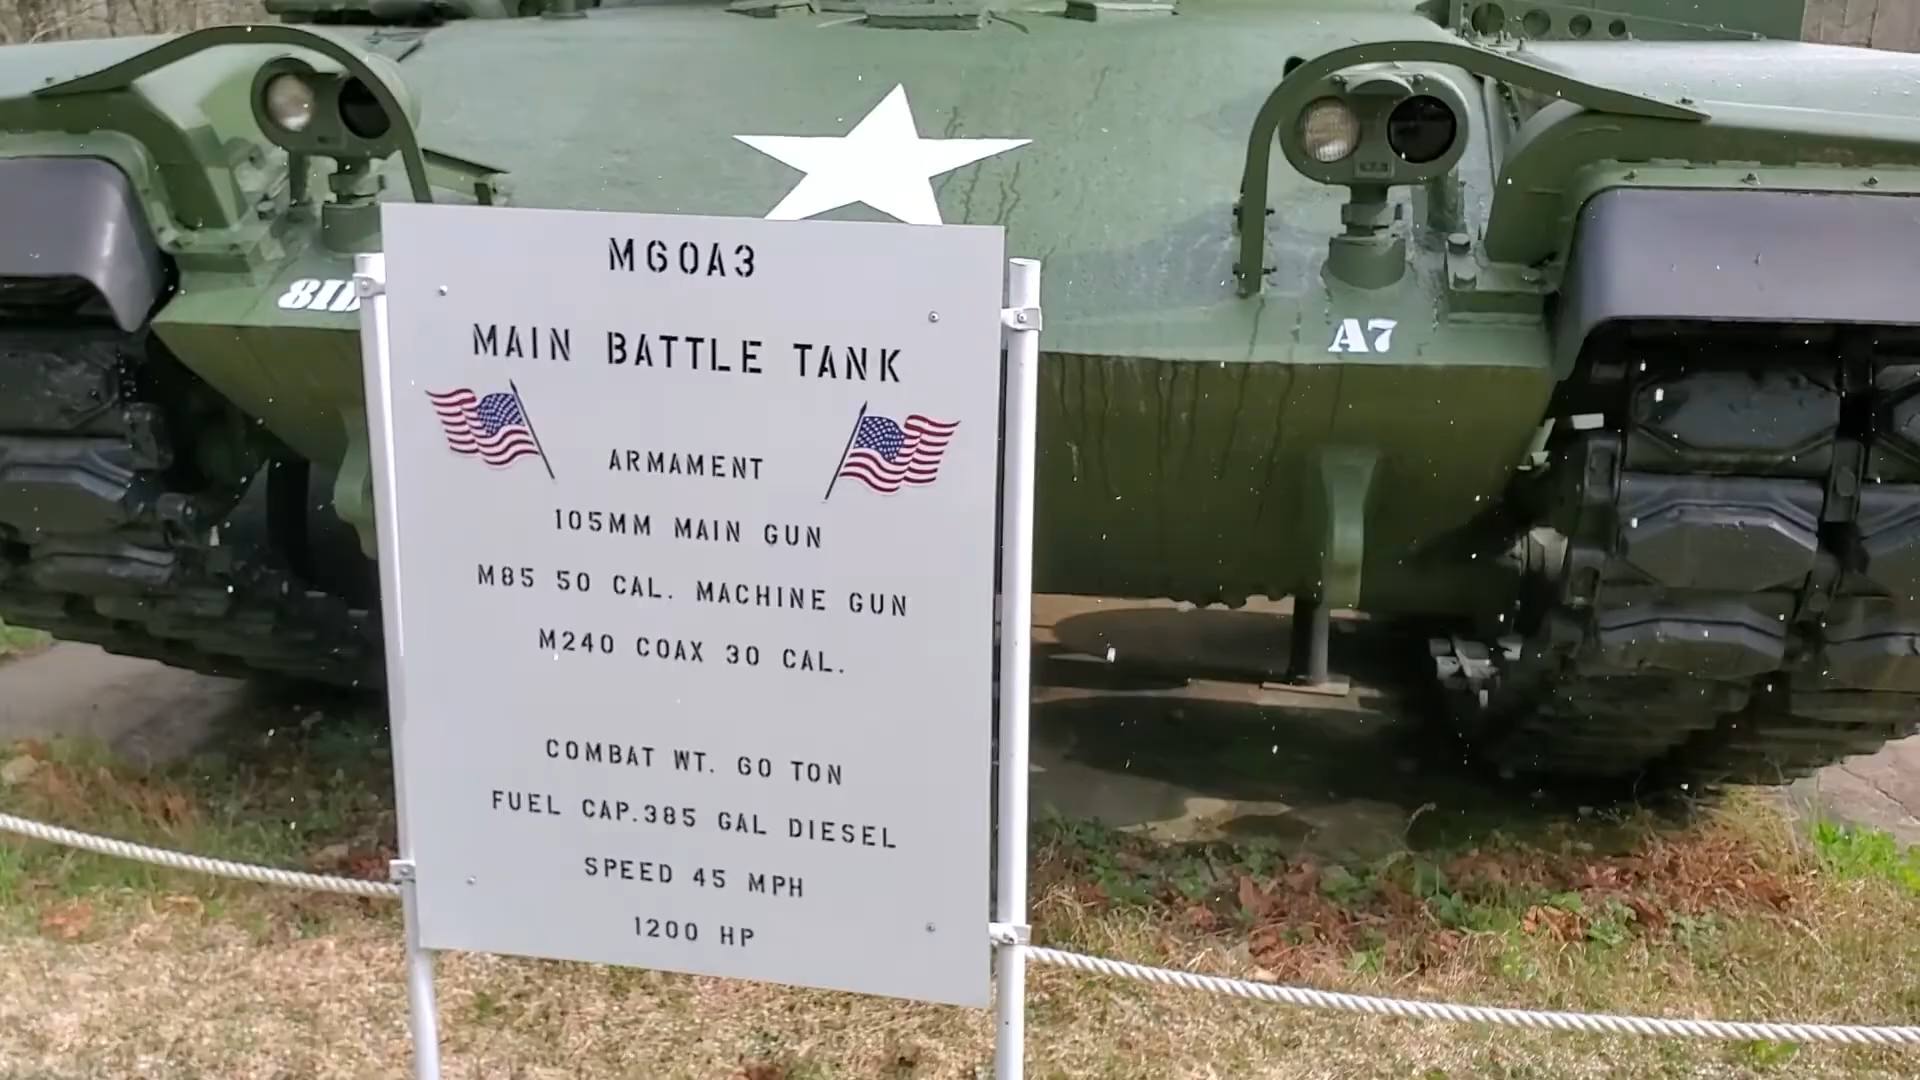 M60A3
MAIN BATTLE TANK
ARMAMENT
105MM MAIN GUN
M85 50 CAL. MACHINE GUN
M240 COAX 30 CAL.
COMBAT WT. 60 TON
FUEL CAP.385 GAL DIESEL
SPEED 45 MPH
1200 HP
A7